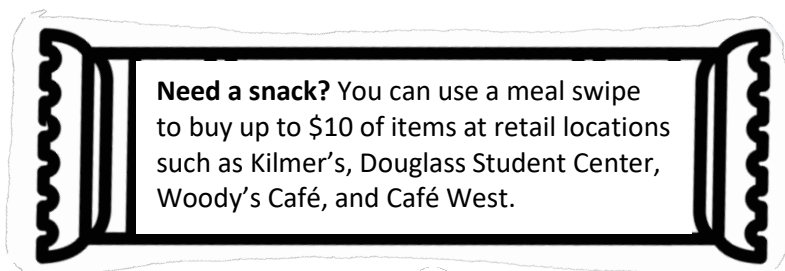 Need a snack? You can use a meal swipe
to buy up to $10 of items at retail locations
such as Kilmer’s, Douglass Student Center,
Woody’s Café, and Café West.